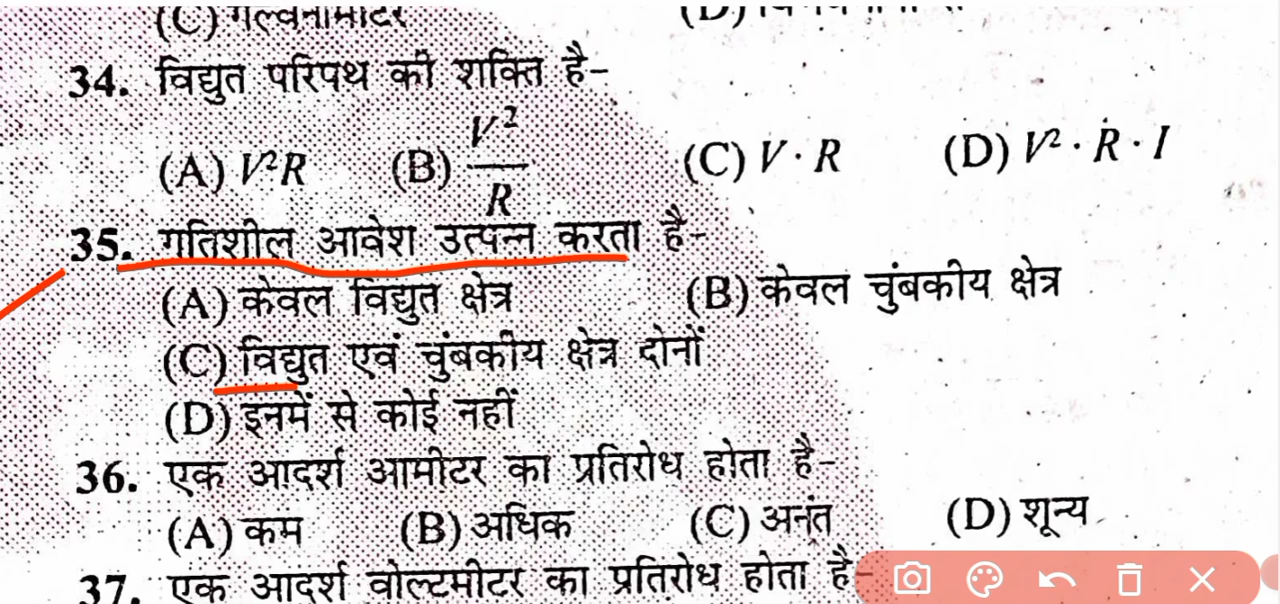 (C) गैल्वेनोमीटर
34. विद्युत परिपथ की शक्ति है-
(A) V²R (B) V²/R (C) V · R (D) V² · R · I
35. गतिशील आवेश उत्पन्न करता है-
(A) केवल विद्युत क्षेत्र (B) केवल चुंबकीय क्षेत्र
(C) विद्युत एवं चुंबकीय क्षेत्र दोनों
(D) इनमें से कोई नहीं
36. एक आदर्श आमीटर का प्रतिरोध होता है-
(A) कम (B) अधिक (C) अनंत (D) शून्य
37. एक आदर्श वोल्टमीटर का प्रतिरोध होता है-